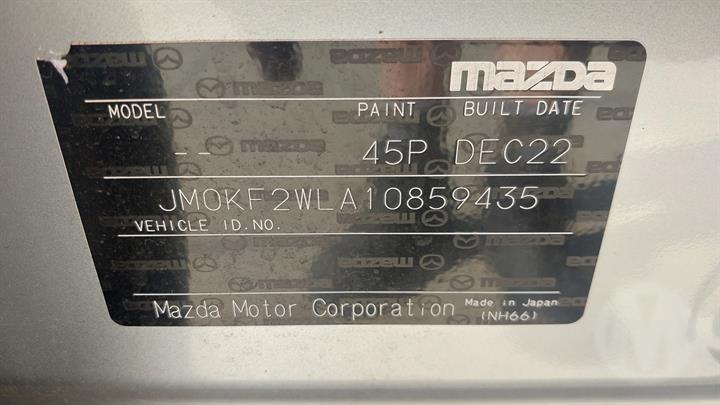 mazda
MODEL PAINT BUILT DATE
-- 45P DEC22
JM0KF2WLA10859435
VEHICLE ID.NO.
Mazda Motor Corporation Made in Japan
(NH66)